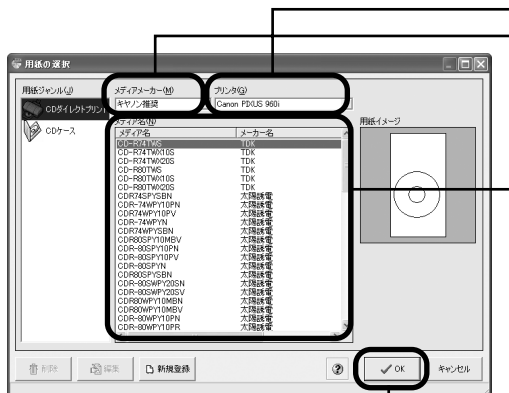 用紙の選択
用紙ジャンル(J)
CDダイレクトプリント
CDケース
メディアメーカー(M)
キヤノン推奨
プリンタ(G)
Canon PIXUS 960i
メディア名(N)
メディア名 メーカー名
CD-R74TWS TDK
CD-R74TWX10S TDK
CD-R74TWX20S TDK
CD-R80TWS TDK
CD-R80TWX10S TDK
CD-R80TWX20S TDK
CDR74SPYSBN 太陽誘電
CDR-74WPY10PN 太陽誘電
CDR74WPY10PV 太陽誘電
CDR-74WPYN 太陽誘電
CDR74WPYSBN 太陽誘電
CDR80SPY10MBV 太陽誘電
CDR-80SPY10PN 太陽誘電
CDR-80SPY10PV 太陽誘電
CDR-80SPYN 太陽誘電
CDR80SPYSBN 太陽誘電
CDR-80SWPY20SN 太陽誘電
CDR-80SWPY20SV 太陽誘電
CDR80WPY10MBN 太陽誘電
CDR80WPY10MBV 太陽誘電
CDR-80WPY10PN 太陽誘電
CDR-80WPY10PR 太陽誘電
用紙イメージ
削除
編集
新規登録
OK
キャンセル